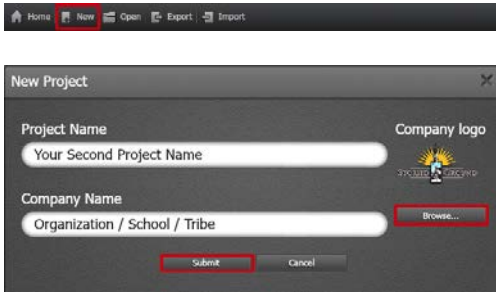 Home New Open Export Import
New Project
Project Name Company logo
Your Second Project Name
Company Name
Browse...
Organization / School / Tribe
Submit Cancel